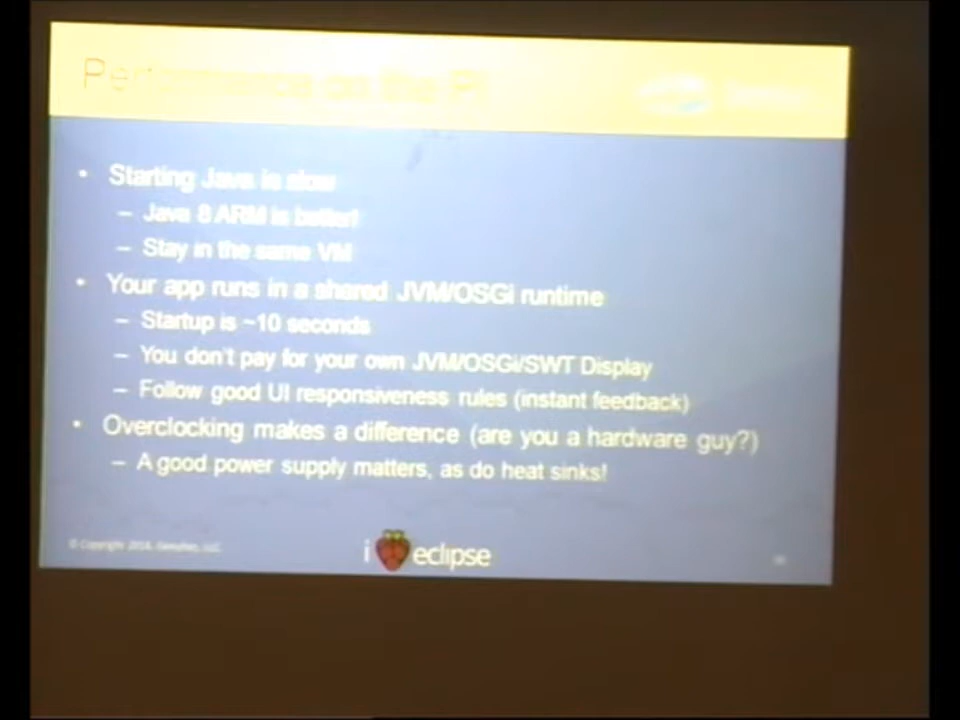 Performance on the Pi
• Starting Java is slow
– Java 8 ARM is better!
– Stay in the same VM
• Your app runs in a shared JVM/OSGi runtime
– Startup is ~10 seconds
– You don't pay for your own JVM/OSGi/SWT Display
– Follow good UI responsiveness rules (instant feedback)
• Overclocking makes a difference (are you a hardware guy?)
– A good power supply matters, as do heat sinks!
© Copyright 2014, LLC
i eclipse